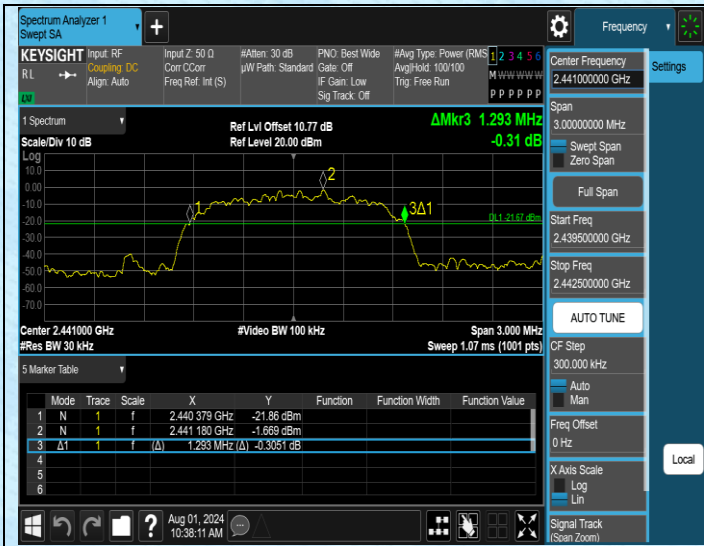 Spectrum Analyzer 1
Swept SA
+
Frequency
KEYSIGHT
RL
LXI
Input: RF
Coupling: DC
Align: Auto
Input Z: 50 Ω
Corr CCorr
Freq Ref: Int (S)
#Atten: 30 dB
µW Path: Standard
PNO: Best Wide
Gate: Off
IF Gain: Low
Sig Track: Off
#Avg Type: Power (RMS
Avg|Hold: 100/100
Trig: Free Run
1 2 3 4 5 6
M W W W W W
P P P P P P
1 Spectrum
Scale/Div 10 dB
Ref Lvl Offset 10.77 dB
Ref Level 20.00 dBm
ΔMkr3 1.293 MHz
-0.31 dB
Log
10.0
0.00
-10.0
-20.0
-30.0
-40.0
-50.0
-60.0
-70.0
1
2
3Δ1
DL1 -21.67 dBm
Center 2.441000 GHz
#Video BW 100 kHz
Span 3.000 MHz
#Res BW 30 kHz
Sweep 1.07 ms (1001 pts)
5 Marker Table
Mode Trace Scale X Y Function Function Width Function Value
1 N 1 f 2.440 379 GHz -21.86 dBm
2 N 1 f 2.441 180 GHz -1.669 dBm
3 Δ1 1 f (Δ) 1.293 MHz (Δ) -0.3051 dB
4
5
6
?
Aug 01, 2024
10:38:11 AM
Center Frequency
2.441000000 GHz
Span
3.00000000 MHz
Swept Span
Zero Span
Full Span
Start Freq
2.439500000 GHz
Stop Freq
2.442500000 GHz
AUTO TUNE
CF Step
300.000 kHz
Auto
Man
Freq Offset
0 Hz
X Axis Scale
Log
Lin
Signal Track
(Span Zoom)
Settings
Local